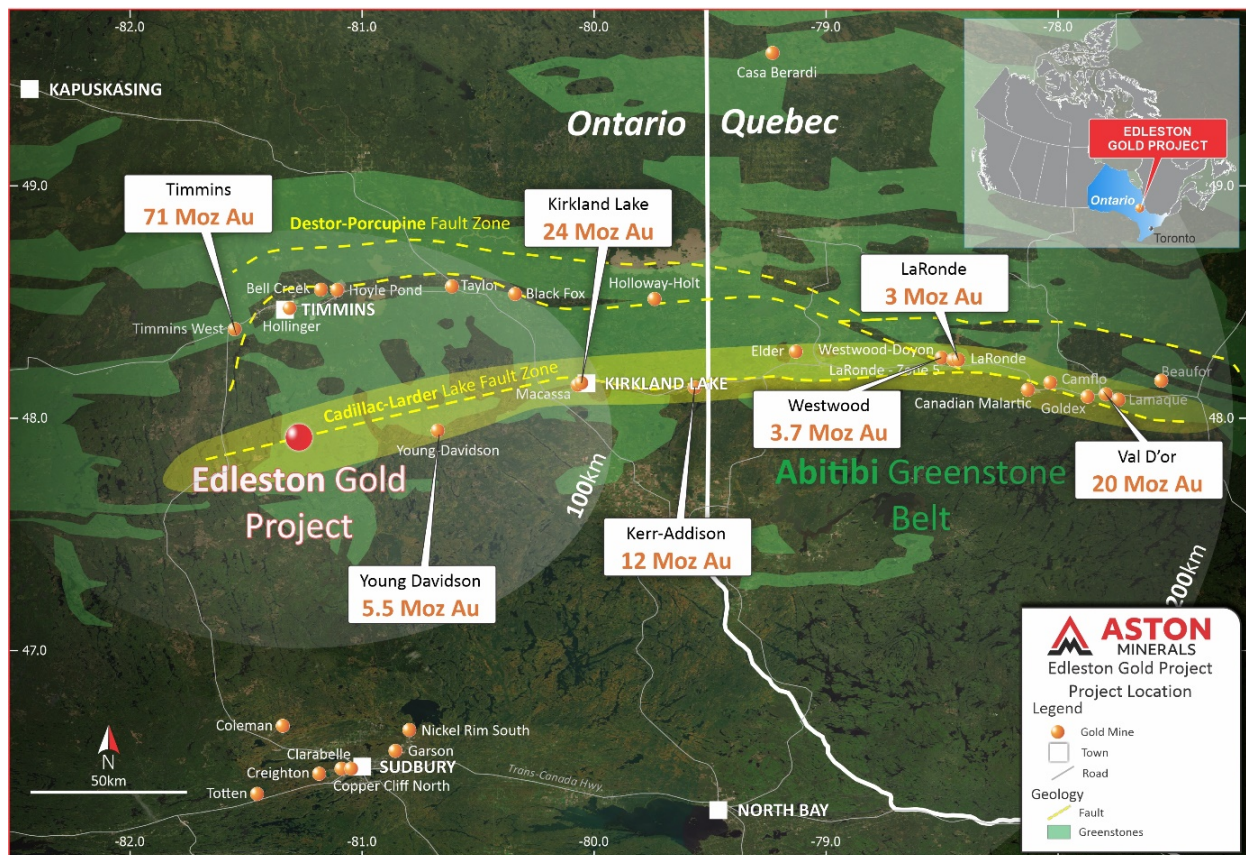 -82.0
-81.0
-80.0
-79.0
-78.0
KAPUSKASING
Casa Berardi
Ontario
Quebec
EDLESTON
GOLD PROJECT
Ontario
Toronto
49.0
49.0
Timmins
71 Moz Au
Destor-Porcupine Fault Zone
Kirkland Lake
24 Moz Au
LaRonde
3 Moz Au
Bell Creek
Hoyle Pond
Taylor
Black Fox
Holloway-Holt
TIMMINS
Hollinger
Timmins West
Elder
Westwood-Doyon
LaRonde
LaRonde - Zone 5
Cadillac-Larder Lake Fault Zone
Macassa
KIRKLAND LAKE
Camflo
Beaufor
Canadian Malartic
Goldex
Lamaque
48.0
48.0
Westwood
3.7 Moz Au
Young Davidson
Edleston Gold
Project
100km
Abitibi Greenstone
Belt
Val D'or
20 Moz Au
Kerr-Addison
12 Moz Au
Young Davidson
5.5 Moz Au
200km
47.0
Coleman
Nickel Rim South
Garson
Clarabelle
Creighton
SUDBURY
Copper Cliff North
Totten
Trans-Canada Hwy.
NORTH BAY
N
50km
ASTON
MINERALS
Edleston Gold Project
Project Location
Legend
Gold Mine
Town
Road
Geology
Fault
Greenstones
-82.0
-81.0
-80.0
-79.0